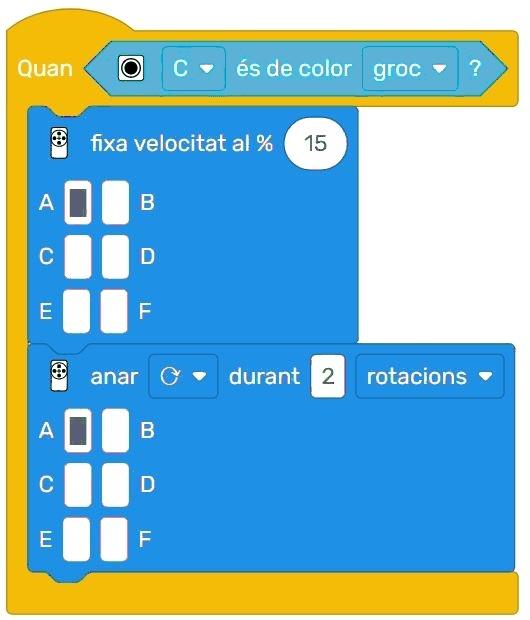 Quan C és de color groc ?
fixa velocitat al % 15
A B
C D
E F
anar durant 2 rotacions
A B
C D
E F